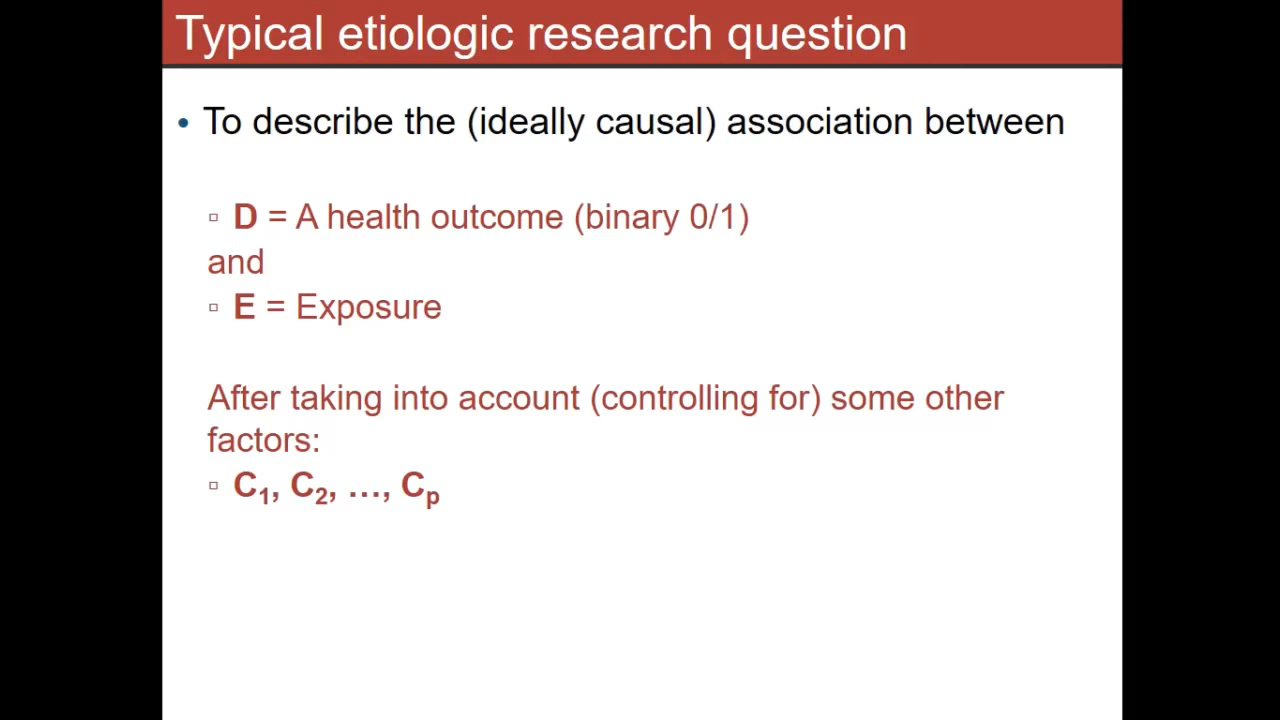 Typical etiologic research question
• To describe the (ideally causal) association between
▫ D = A health outcome (binary 0/1)
and
▫ E = Exposure
After taking into account (controlling for) some other
factors:
▫ C₁, C₂, …, Cₚ